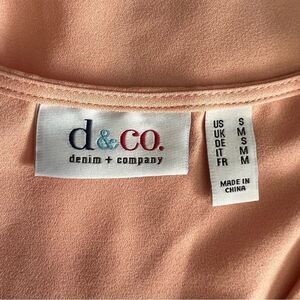 d&co.
denim + company
US S
UK S
DE M
IT M
FR M
MADE IN
CHINA